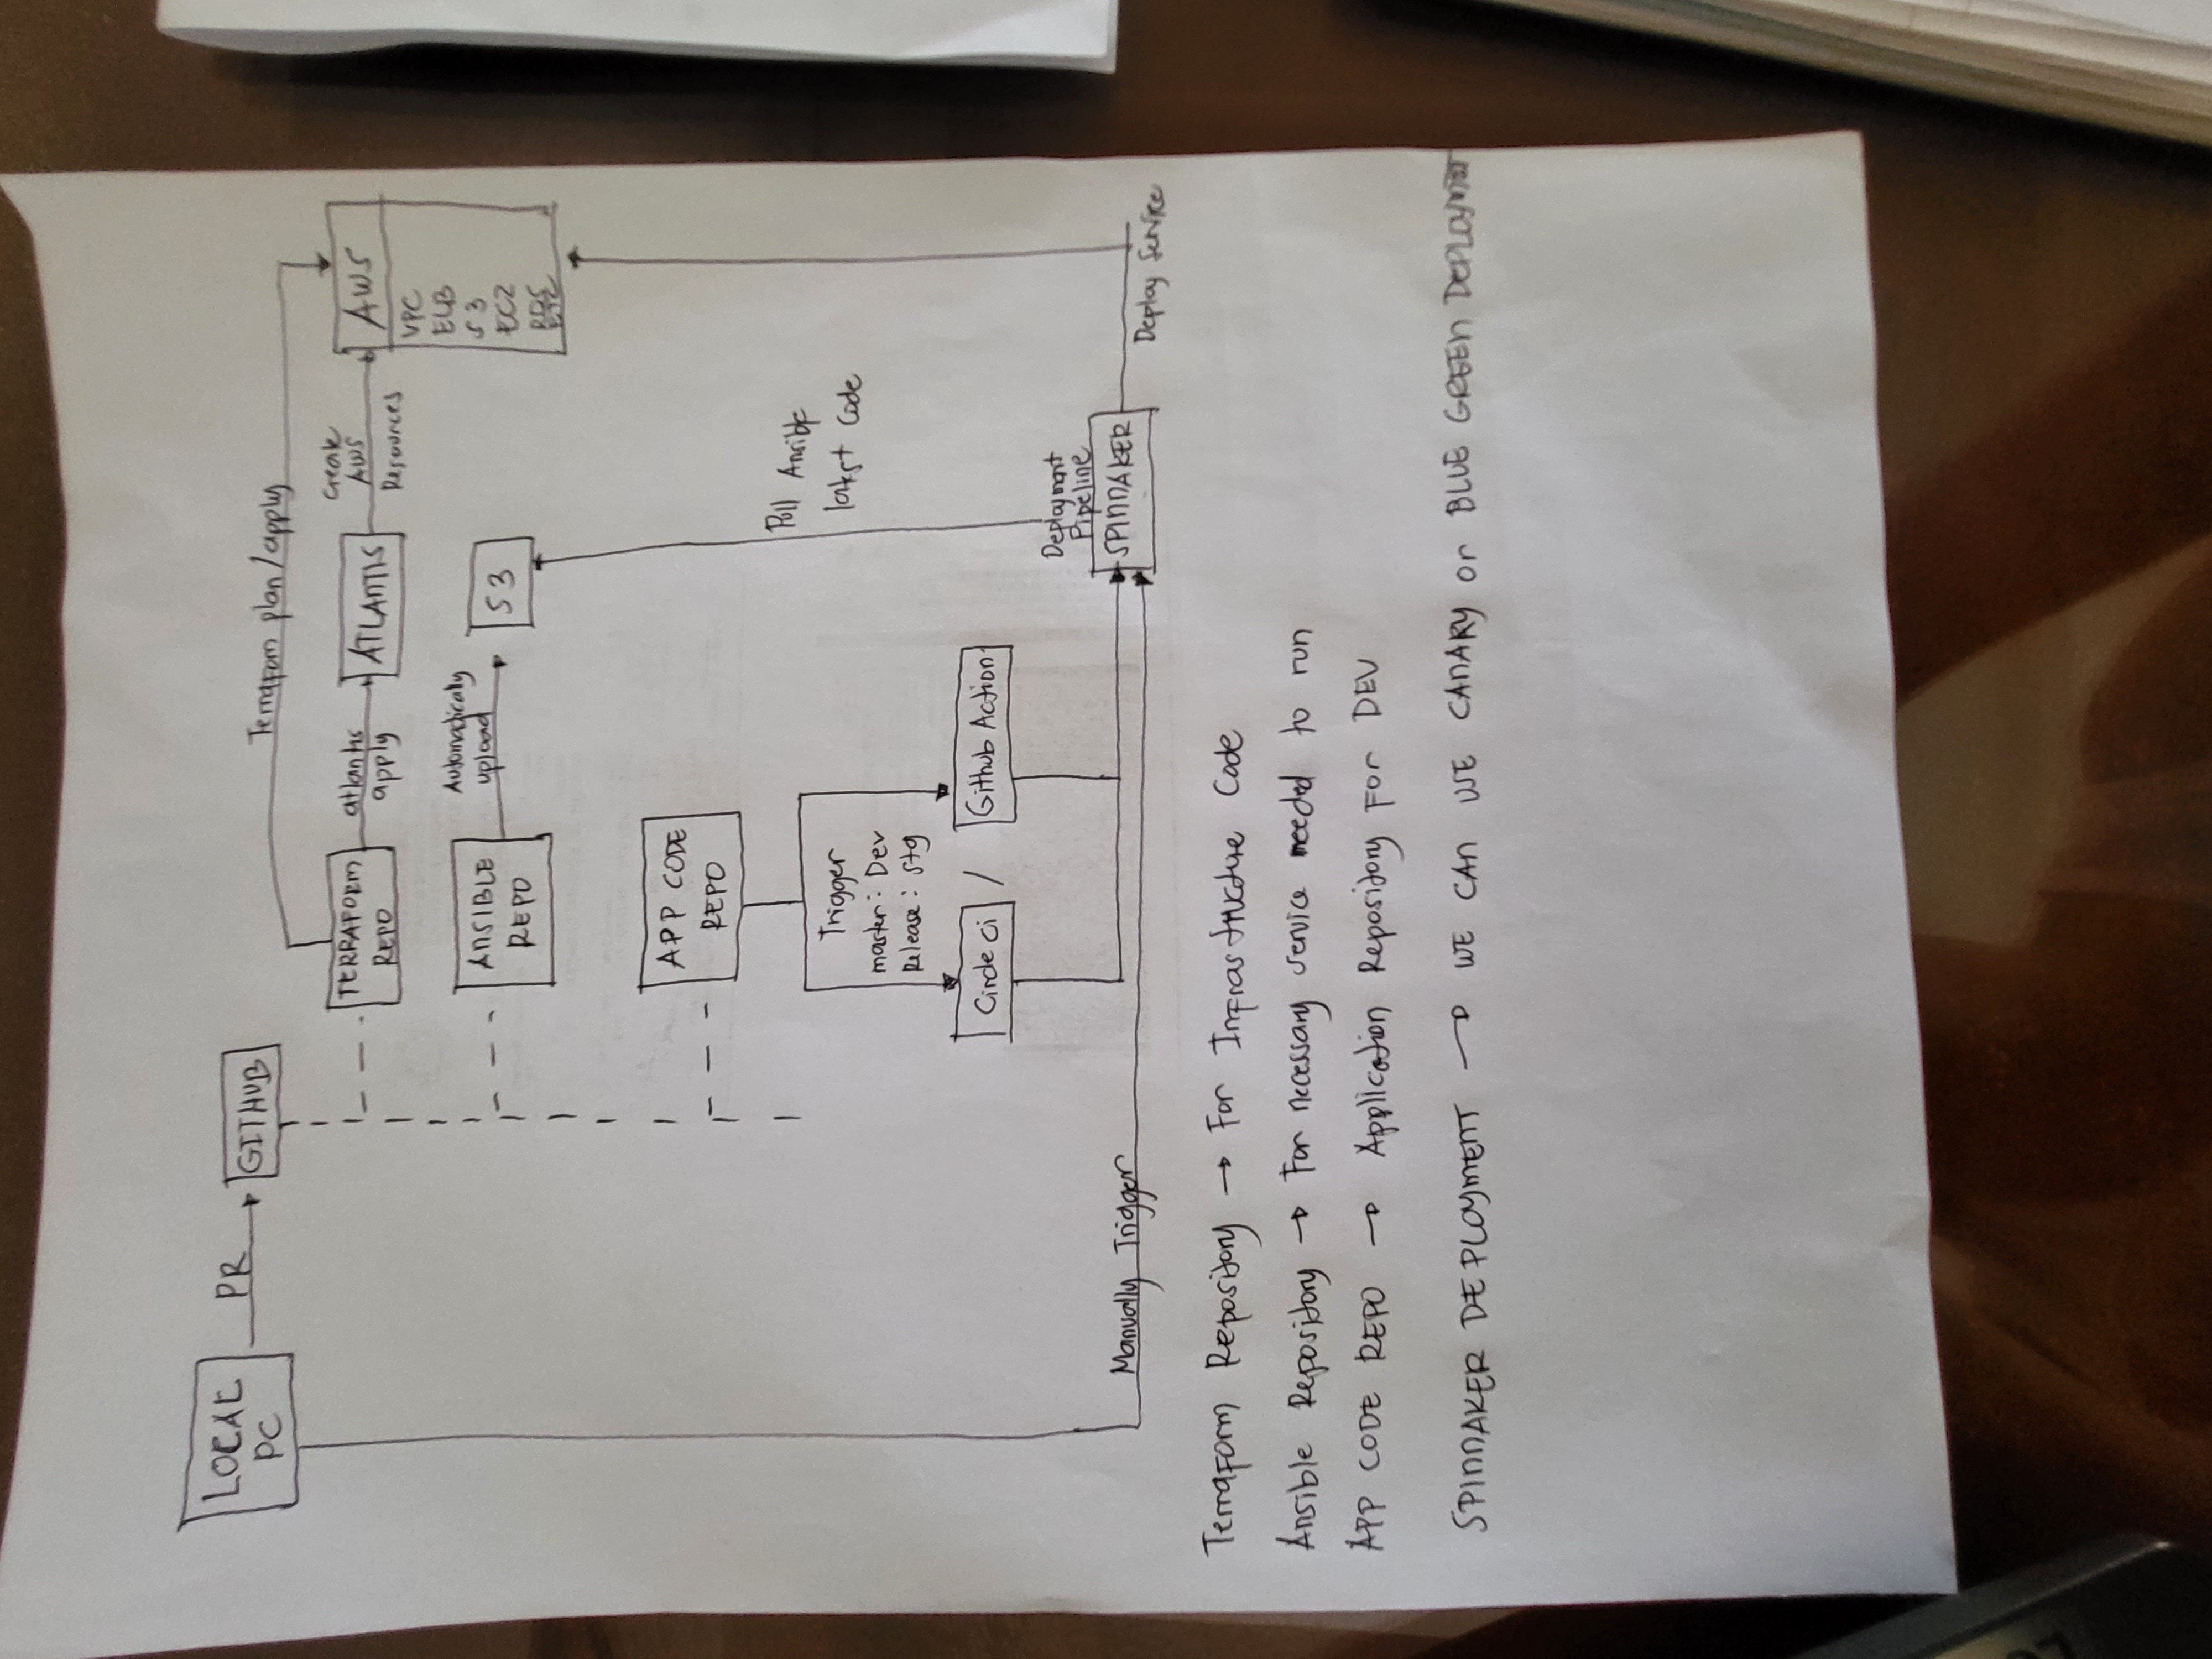 LOCAL
PC
PR
GITHUB
Terraform plan/apply
TERRAFORM
REPO
atlantis
apply
ATLANTIS
Create
AWS
Resources
AWS
VPC
ELB
S3
EC2
RDS
ETC
ANSIBLE
REPO
Automatically
upload
S3
APP CODE
REPO
Trigger
master: Dev
Release: stg
Circle ci / Github Action
Pull Ansible
latest Code
Deployment
Pipeline
SPINNAKER
Manually Trigger
Deploy Service
Terraform Repository → For Infrastructure Code
Ansible Repository → For necessary service needed to run
APP CODE REPO → Application Repository For DEV
SPINNAKER DEPLOYMENT → WE CAN USE CANARY or BLUE GREEN DEPLOYMENT